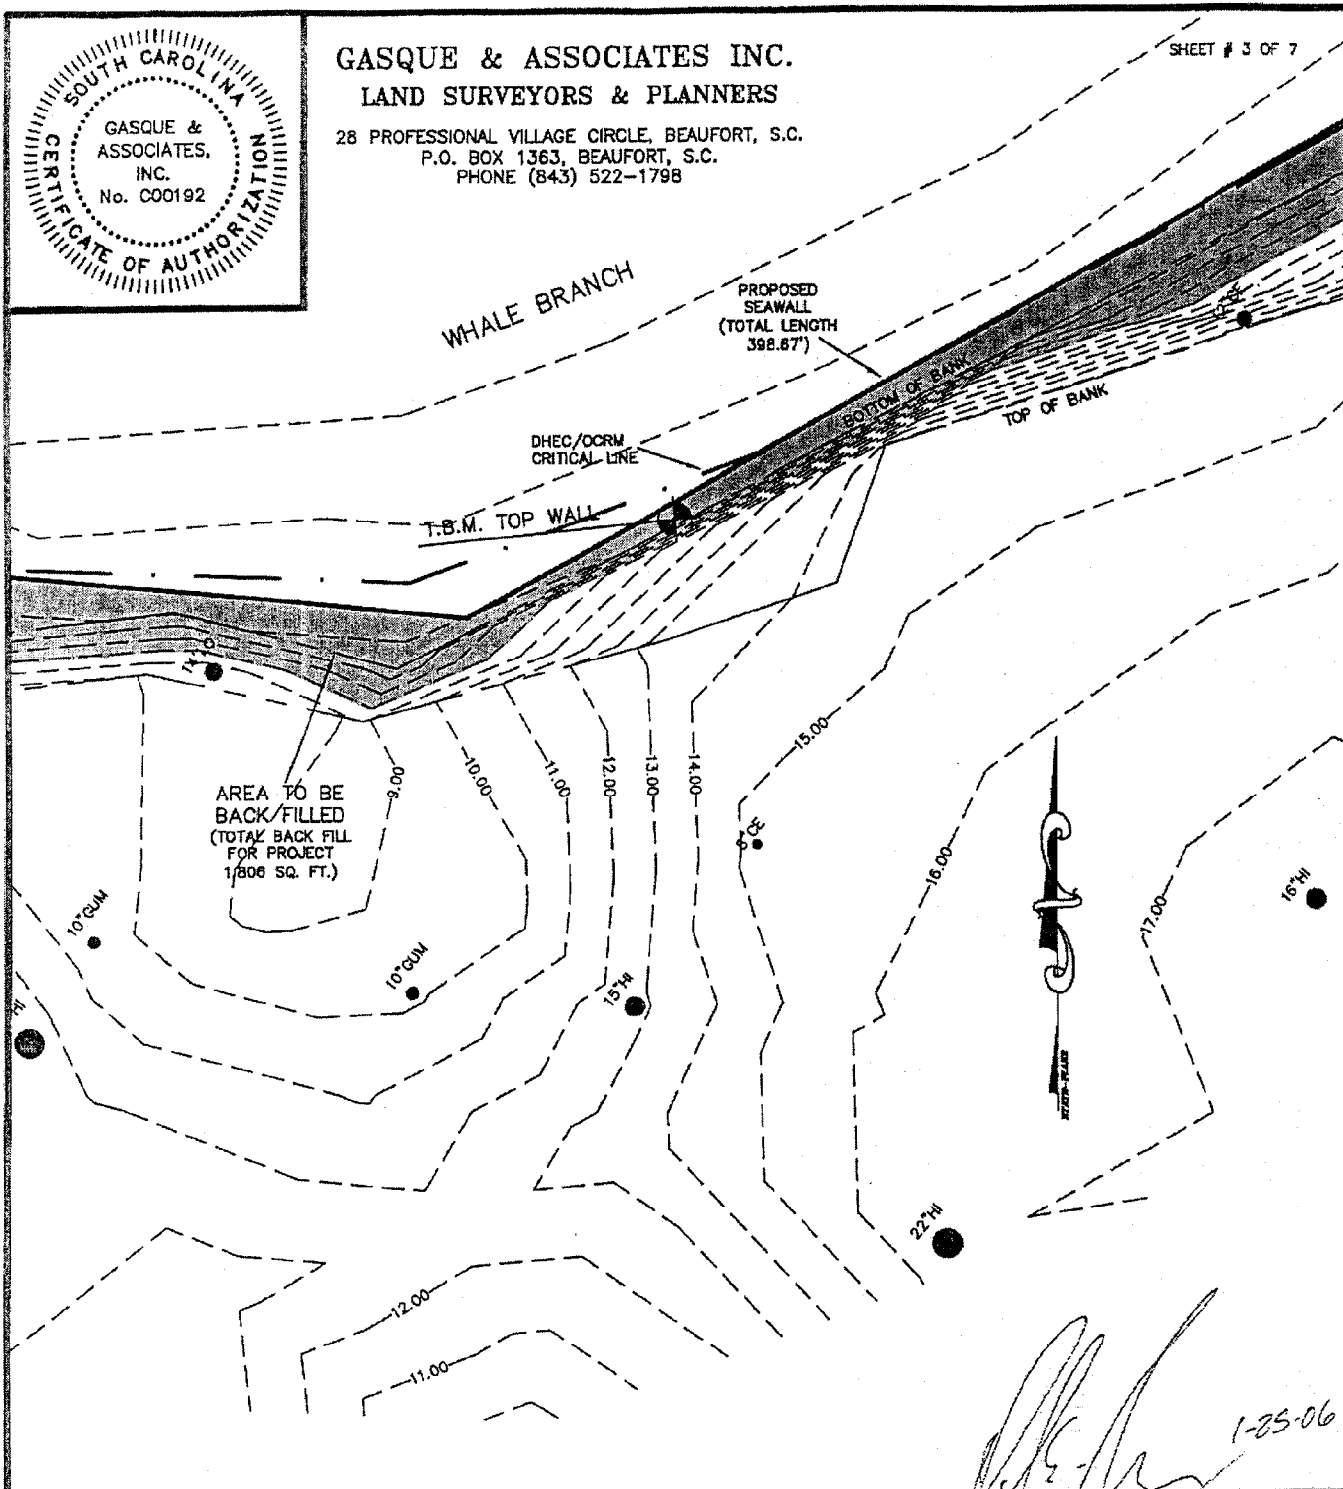 SOUTH CAROLINA
CERTIFICATE OF AUTHORIZATION
GASQUE &
ASSOCIATES,
INC.
No. C00192
GASQUE & ASSOCIATES INC.
LAND SURVEYORS & PLANNERS
28 PROFESSIONAL VILLAGE CIRCLE, BEAUFORT, S.C.
P.O. BOX 1363, BEAUFORT, S.C.
PHONE (843) 522-1798
SHEET # 3 OF 7
WHALE BRANCH
PROPOSED
SEAWALL
(TOTAL LENGTH
398.67')
BOTTOM OF BANK
TOP OF BANK
DHEC/OCRM
CRITICAL LINE
T.B.M. TOP WALL
AREA TO BE
BACK/FILLED
(TOTAL BACK FILL
FOR PROJECT
1,806 SQ. FT.)
9.00
10.00
11.00
12.00
13.00
14.00
15.00
16.00
17.00
8"CE
16"HI
10"GUM
10"GUM
15"HI
HI
22"HI
STATE-PLANE
12.00
11.00
1-25-06